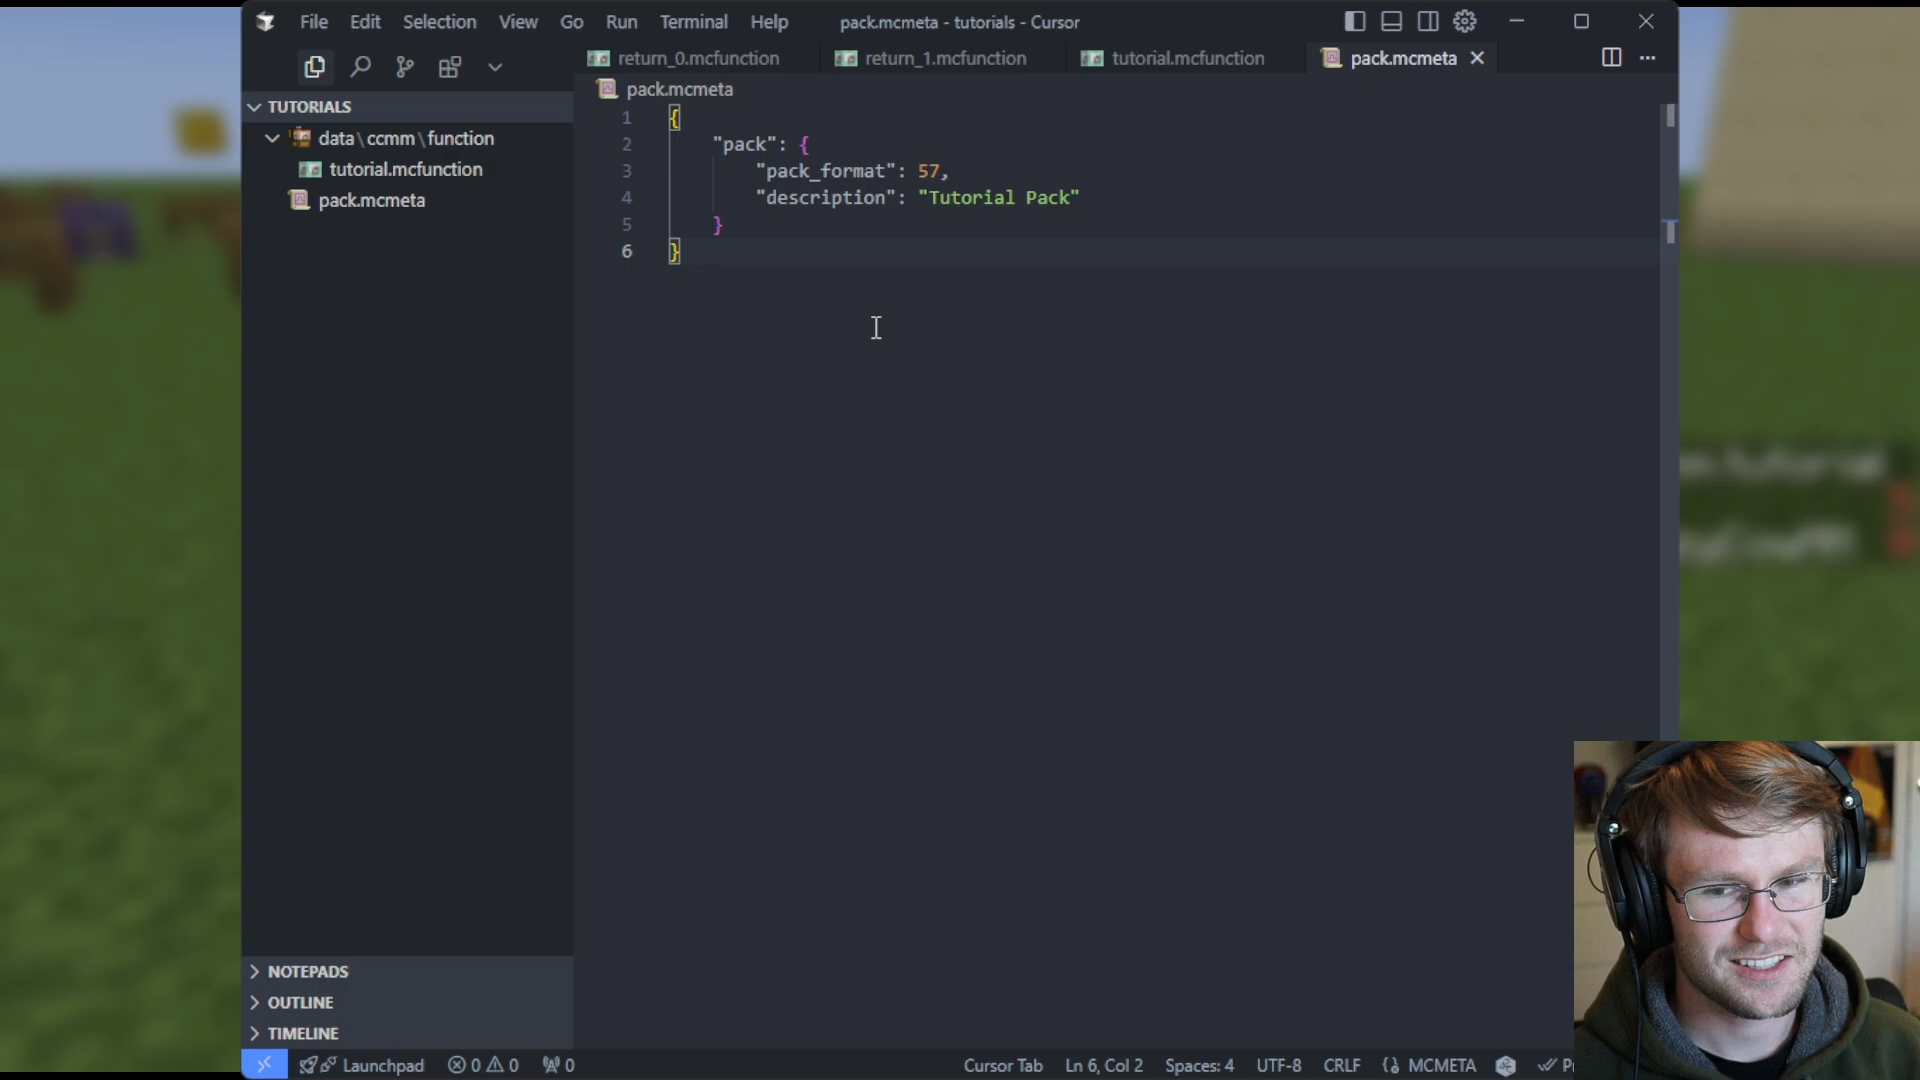 File Edit Selection View Go Run Terminal Help pack.mcmeta - tutorials - Cursor
return_0.mcfunction return_1.mcfunction tutorial.mcfunction pack.mcmeta
TUTORIALS
data\ccmm\function
tutorial.mcfunction
pack.mcmeta
pack.mcmeta
1 {
2 "pack": {
3 "pack_format": 57,
4 "description": "Tutorial Pack"
5 }
6 }
NOTEPADS
OUTLINE
TIMELINE
Launchpad 0 0 0 Cursor Tab Ln 6, Col 2 Spaces: 4 UTF-8 CRLF {} MCMETA